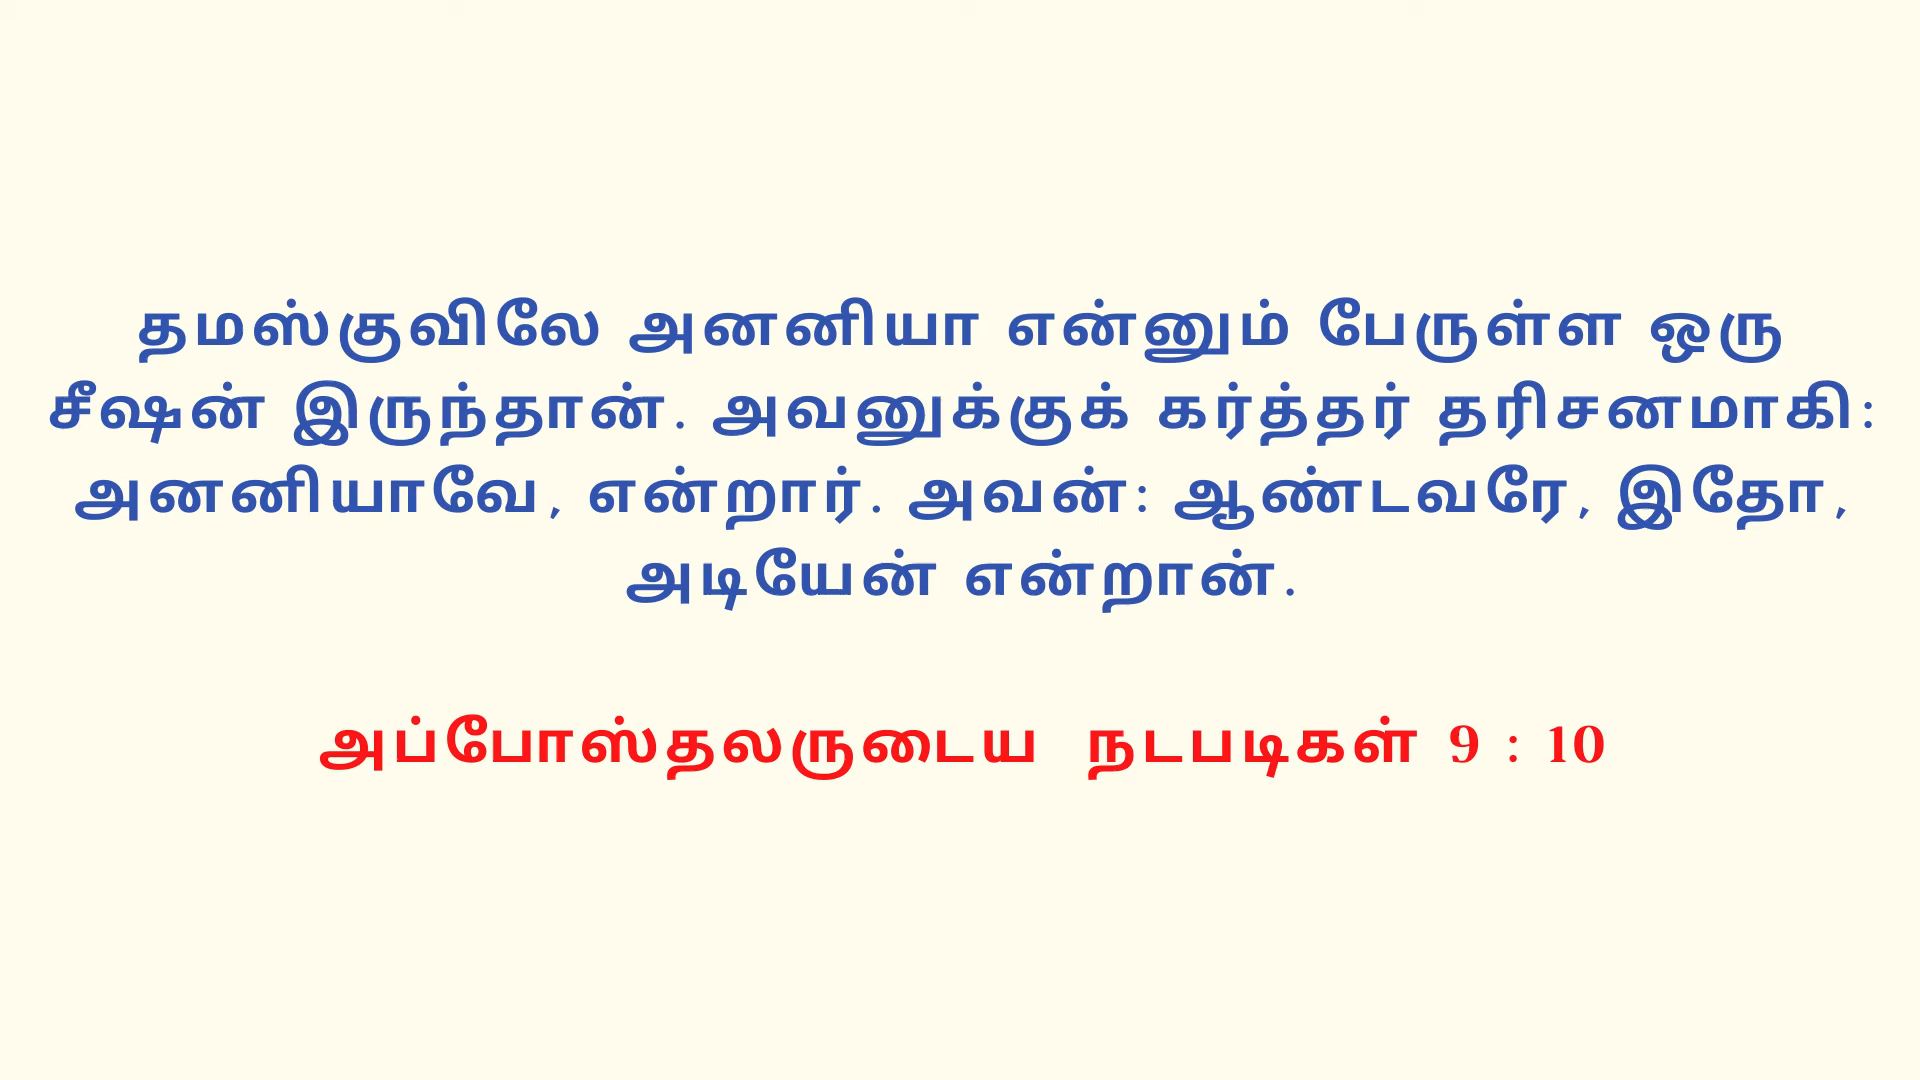 தமஸ்குவிலே அனனியா என்னும் பேருள்ள ஒரு
சீஷன் இருந்தான். அவனுக்குக் கர்த்தர் தரிசனமாகி:
அனனியாவே, என்றார். அவன்: ஆண்டவரே, இதோ,
அடியேன் என்றான்.
அப்போஸ்தலருடைய நடபடிகள் 9 : 10